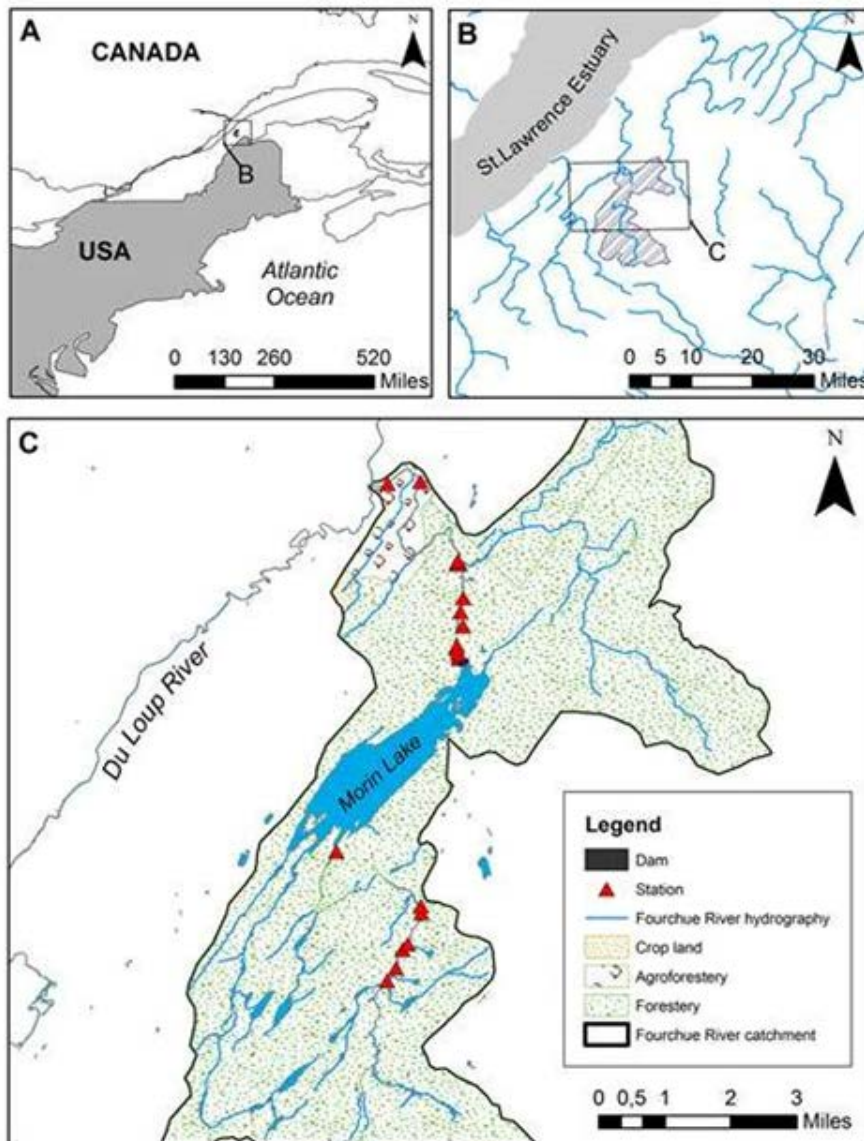 A
N
CANADA
B
USA
Atlantic
Ocean
0 130 260 520
Miles
B
N
St.Lawrence Estuary
C
0 5 10 20 30
Miles
C
N
Du Loup River
Morin Lake
Legend
Dam
Station
Fourchue River hydrography
Crop land
Agroforestery
Forestery
Fourchue River catchment
0 0,5 1 2 3
Miles